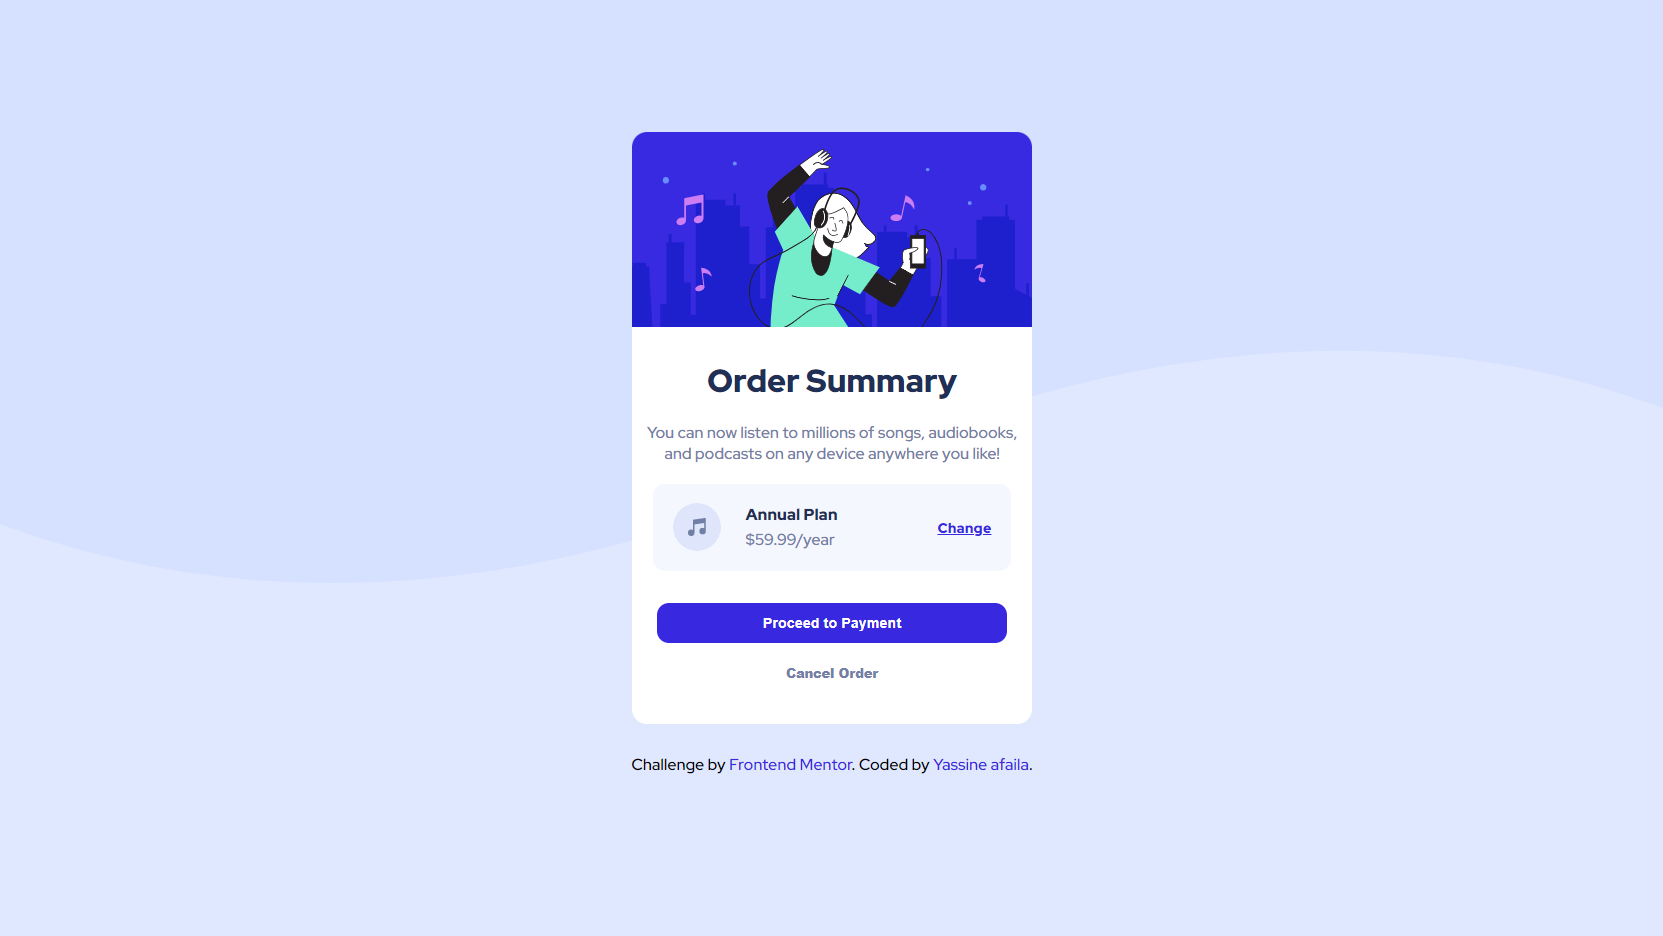 Order Summary
You can now listen to millions of songs, audiobooks,
and podcasts on any device anywhere you like!
Annual Plan
$59.99/year
Change
Proceed to Payment
Cancel Order
Challenge by Frontend Mentor. Coded by Yassine afaila.